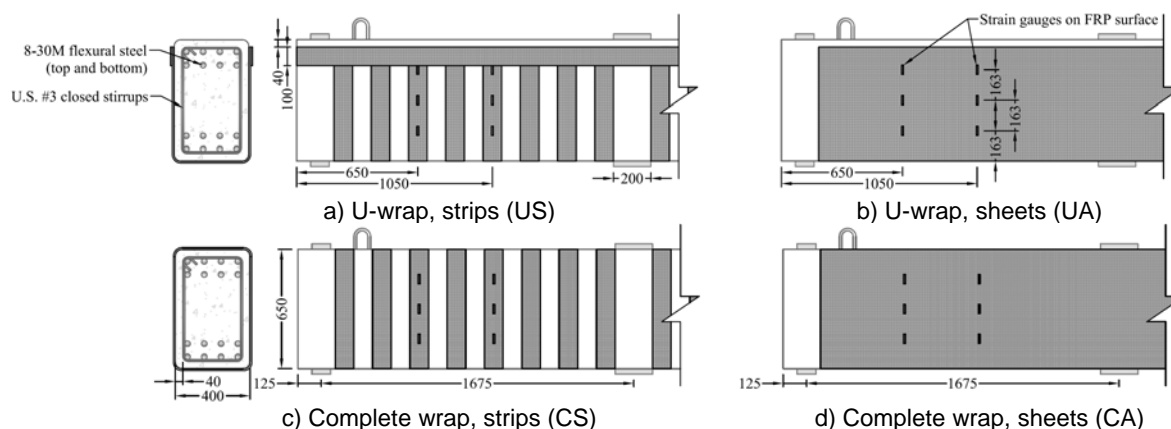 8-30M flexural steel
(top and bottom)
U.S. #3 closed stirrups
40
100
650
1050
200
a) U-wrap, strips (US)
Strain gauges on FRP surface
163
163
163
650
1050
b) U-wrap, sheets (UA)
40
400
650
125
1675
c) Complete wrap, strips (CS)
125
1675
d) Complete wrap, sheets (CA)